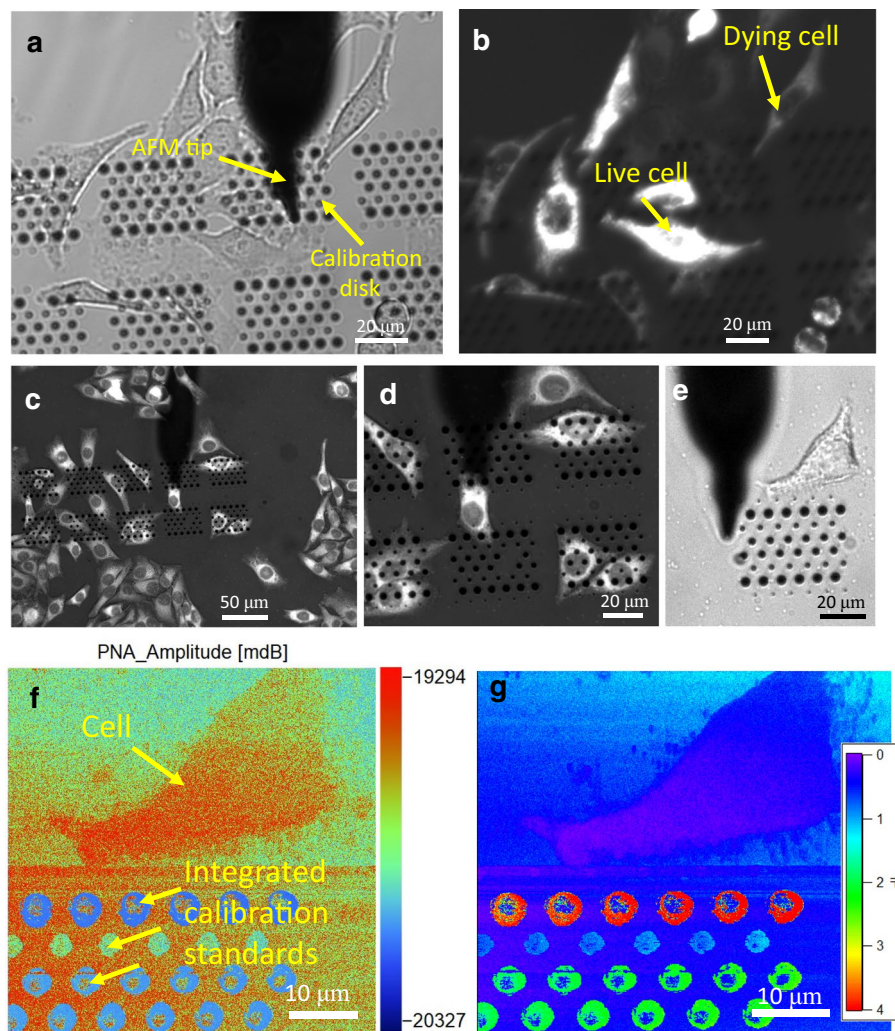 a
AFM tip
Calibration
disk
20 μm
b
Dying cell
Live cell
20 μm
c
50 μm
d
20 μm
e
20 μm
PNA_Amplitude [mdB]
f
Cell
Integrated
calibration
standards
10 μm
-19294
-20327
g
10 μm
0
1
2
3
4